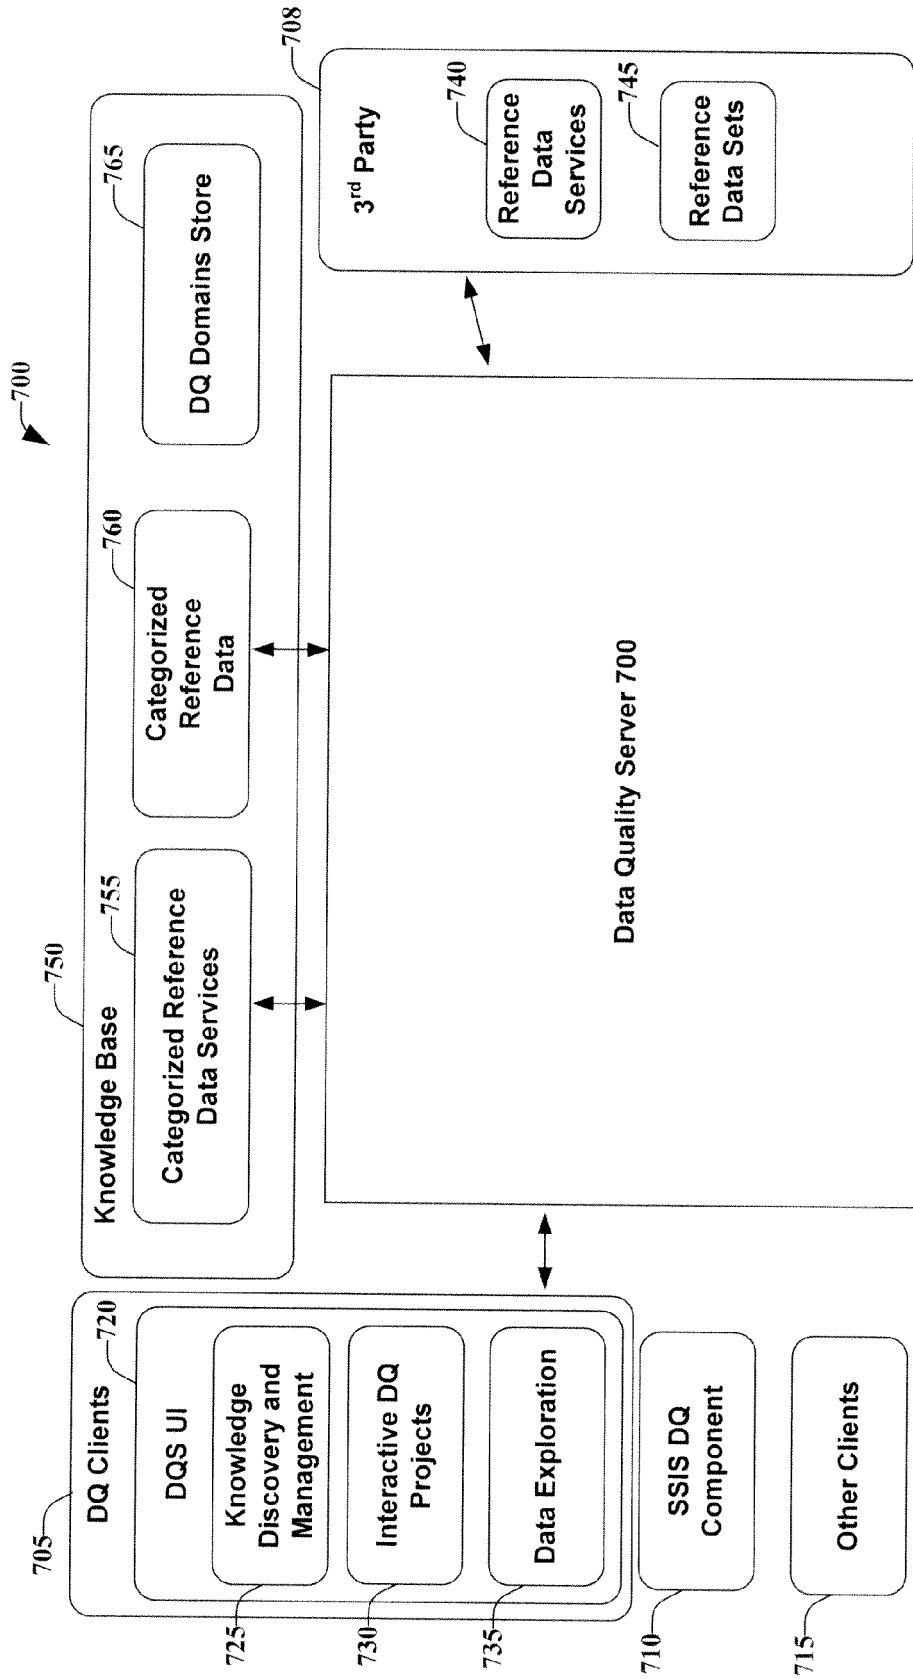 700
705
DQ Clients
720
DQS UI
Knowledge
Discovery and
Management
725
Interactive DQ
Projects
730
Data Exploration
735
SSIS DQ
Component
710
Other Clients
715
750
Knowledge Base
755
Categorized Reference
Data Services
760
Categorized
Reference
Data
765
DQ Domains Store
Data Quality Server 700
708
3rd Party
740
Reference
Data
Services
745
Reference
Data Sets